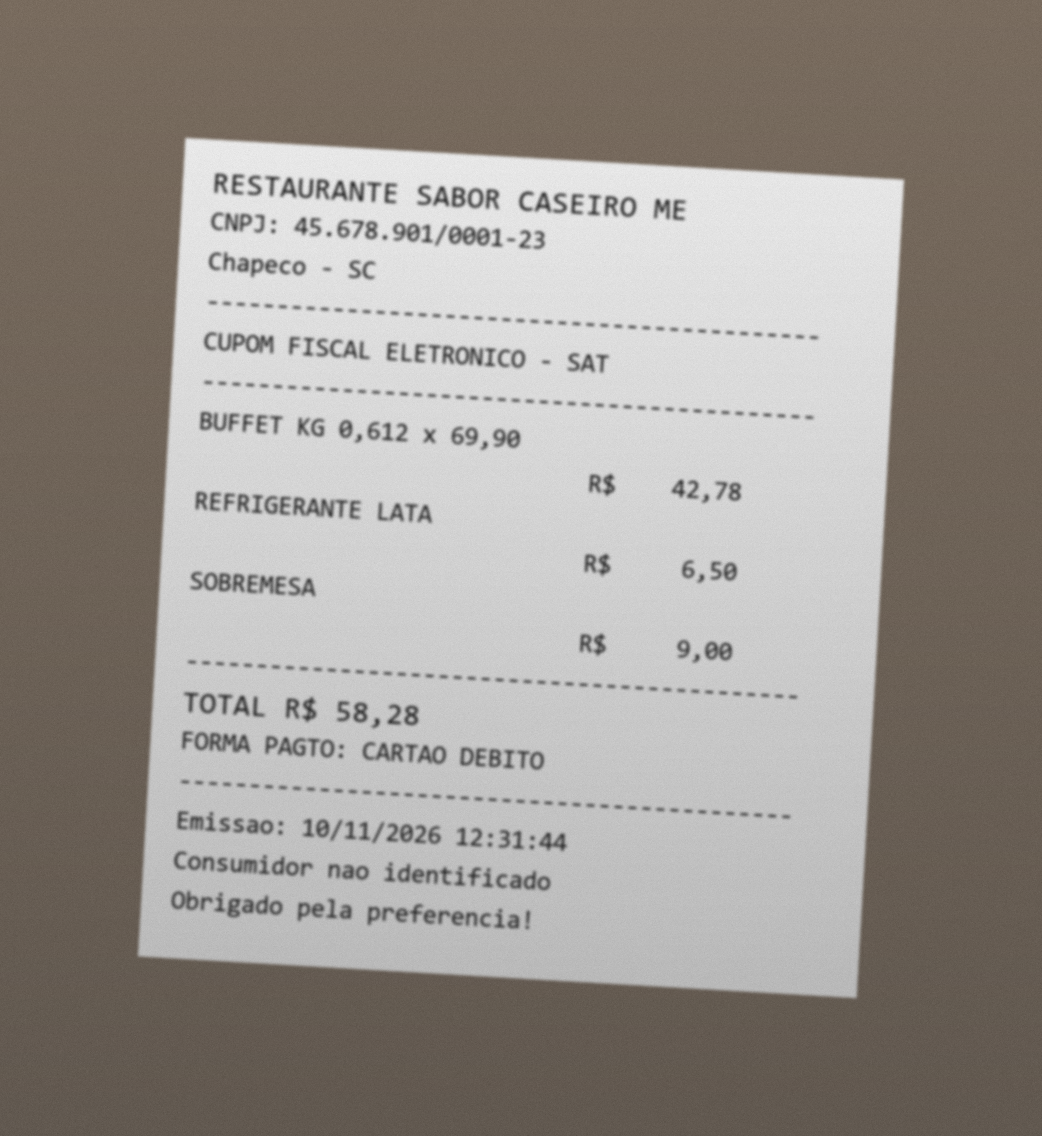 RESTAURANTE SABOR CASEIRO ME
CNPJ: 45.678.901/0001-23
Chapeco - SC
--------------------------------------------
CUPOM FISCAL ELETRONICO - SAT
--------------------------------------------
BUFFET KG 0,612 x 69,90
R$ 42,78
REFRIGERANTE LATA
R$ 6,50
SOBREMESA
R$ 9,00
--------------------------------------------
TOTAL R$ 58,28
FORMA PAGTO: CARTAO DEBITO
--------------------------------------------
Emissao: 10/11/2026 12:31:44
Consumidor nao identificado
Obrigado pela preferencia!